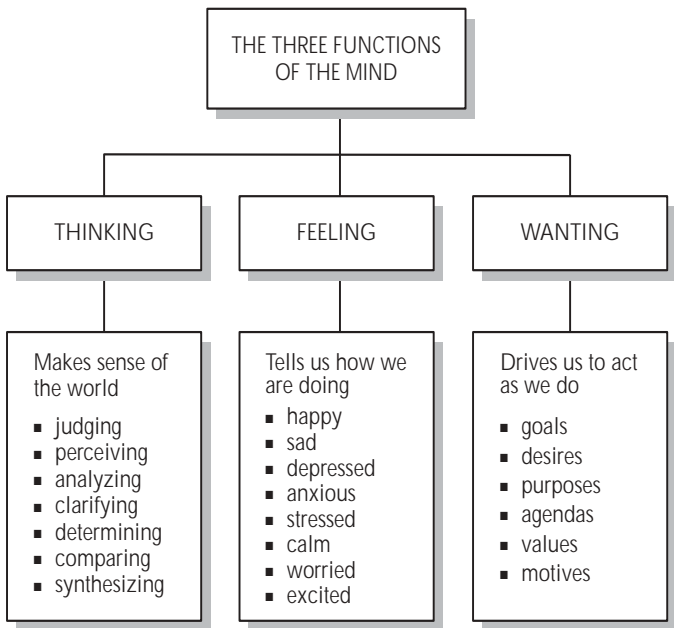 THE THREE FUNCTIONS
OF THE MIND
THINKING
FEELING
WANTING
Makes sense of
the world
▪ judging
▪ perceiving
▪ analyzing
▪ clarifying
▪ determining
▪ comparing
▪ synthesizing
Tells us how we
are doing
▪ happy
▪ sad
▪ depressed
▪ anxious
▪ stressed
▪ calm
▪ worried
▪ excited
Drives us to act
as we do
▪ goals
▪ desires
▪ purposes
▪ agendas
▪ values
▪ motives